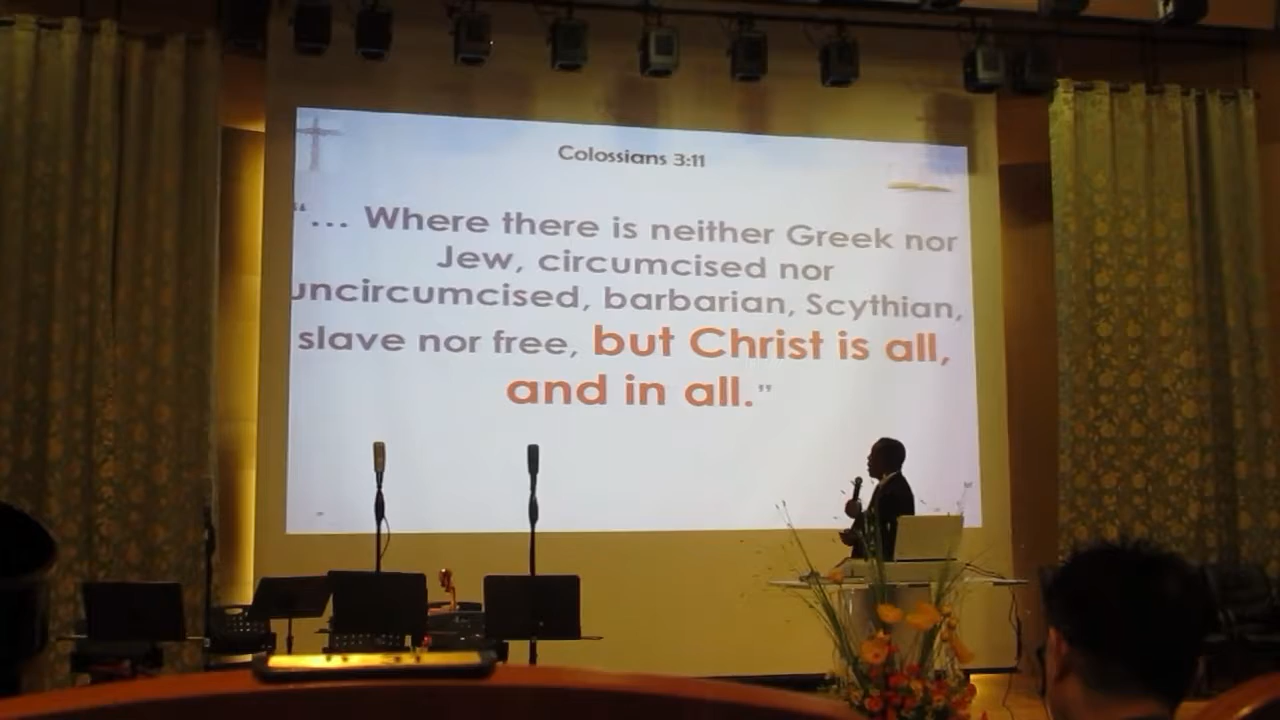 Colossians 3:11
“... Where there is neither Greek nor
Jew, circumcised nor
uncircumcised, barbarian, Scythian,
slave nor free, but Christ is all,
and in all.”